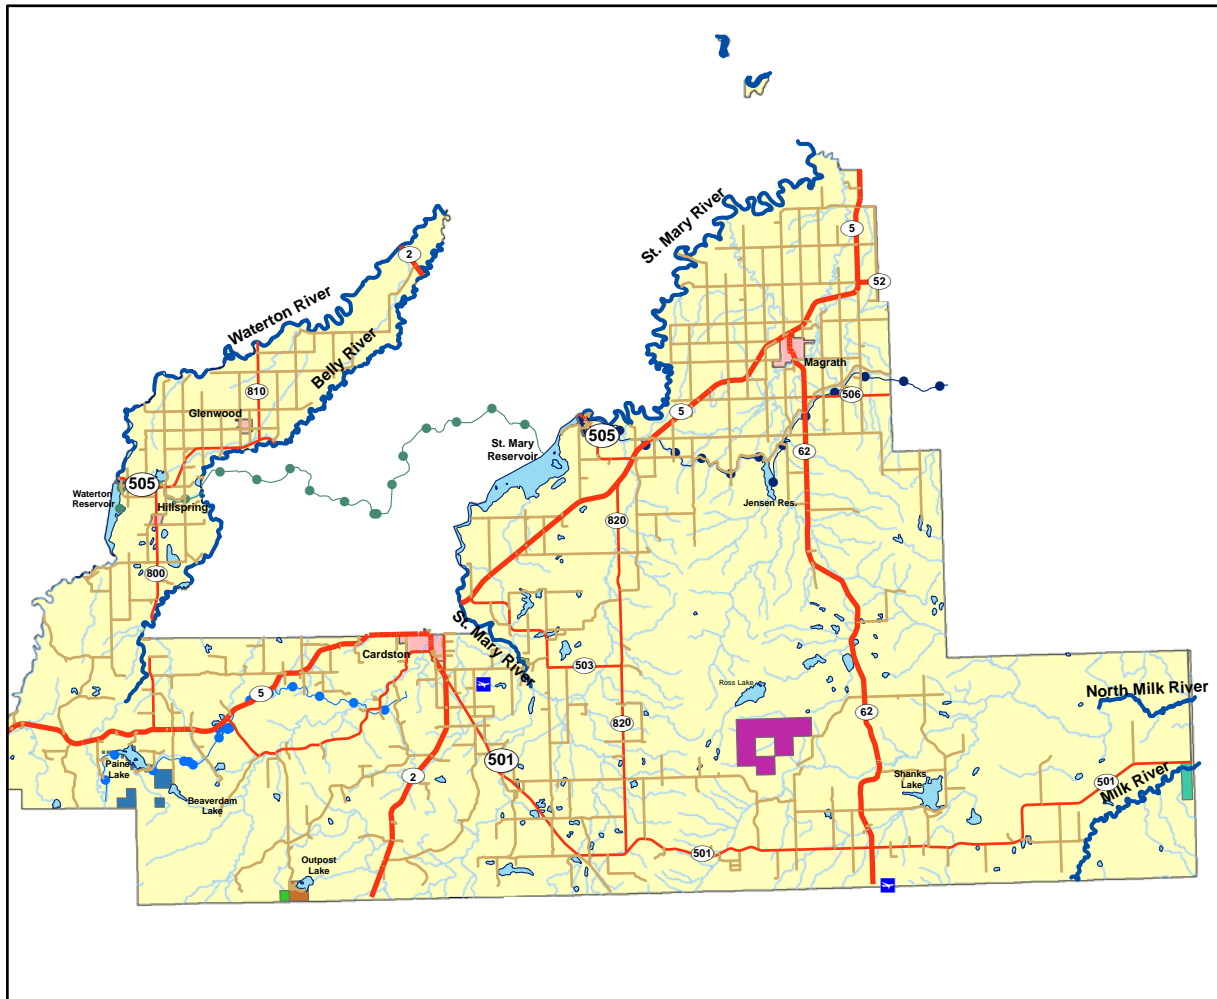 St. Mary River
5
2
52
Waterton River
Belly River
Magrath
810
506
Glenwood
5
505
St. Mary
Reservoir
62
505
Waterton
Reservoir
Hillspring
Jensen Res.
820
800
St. Mary River
Cardston
503
Ross Lake
North Milk River
5
62
820
501
Paine
Lake
2
Shanks
Lake
501
Milk River
Beaverdam
Lake
501
Outpost
Lake